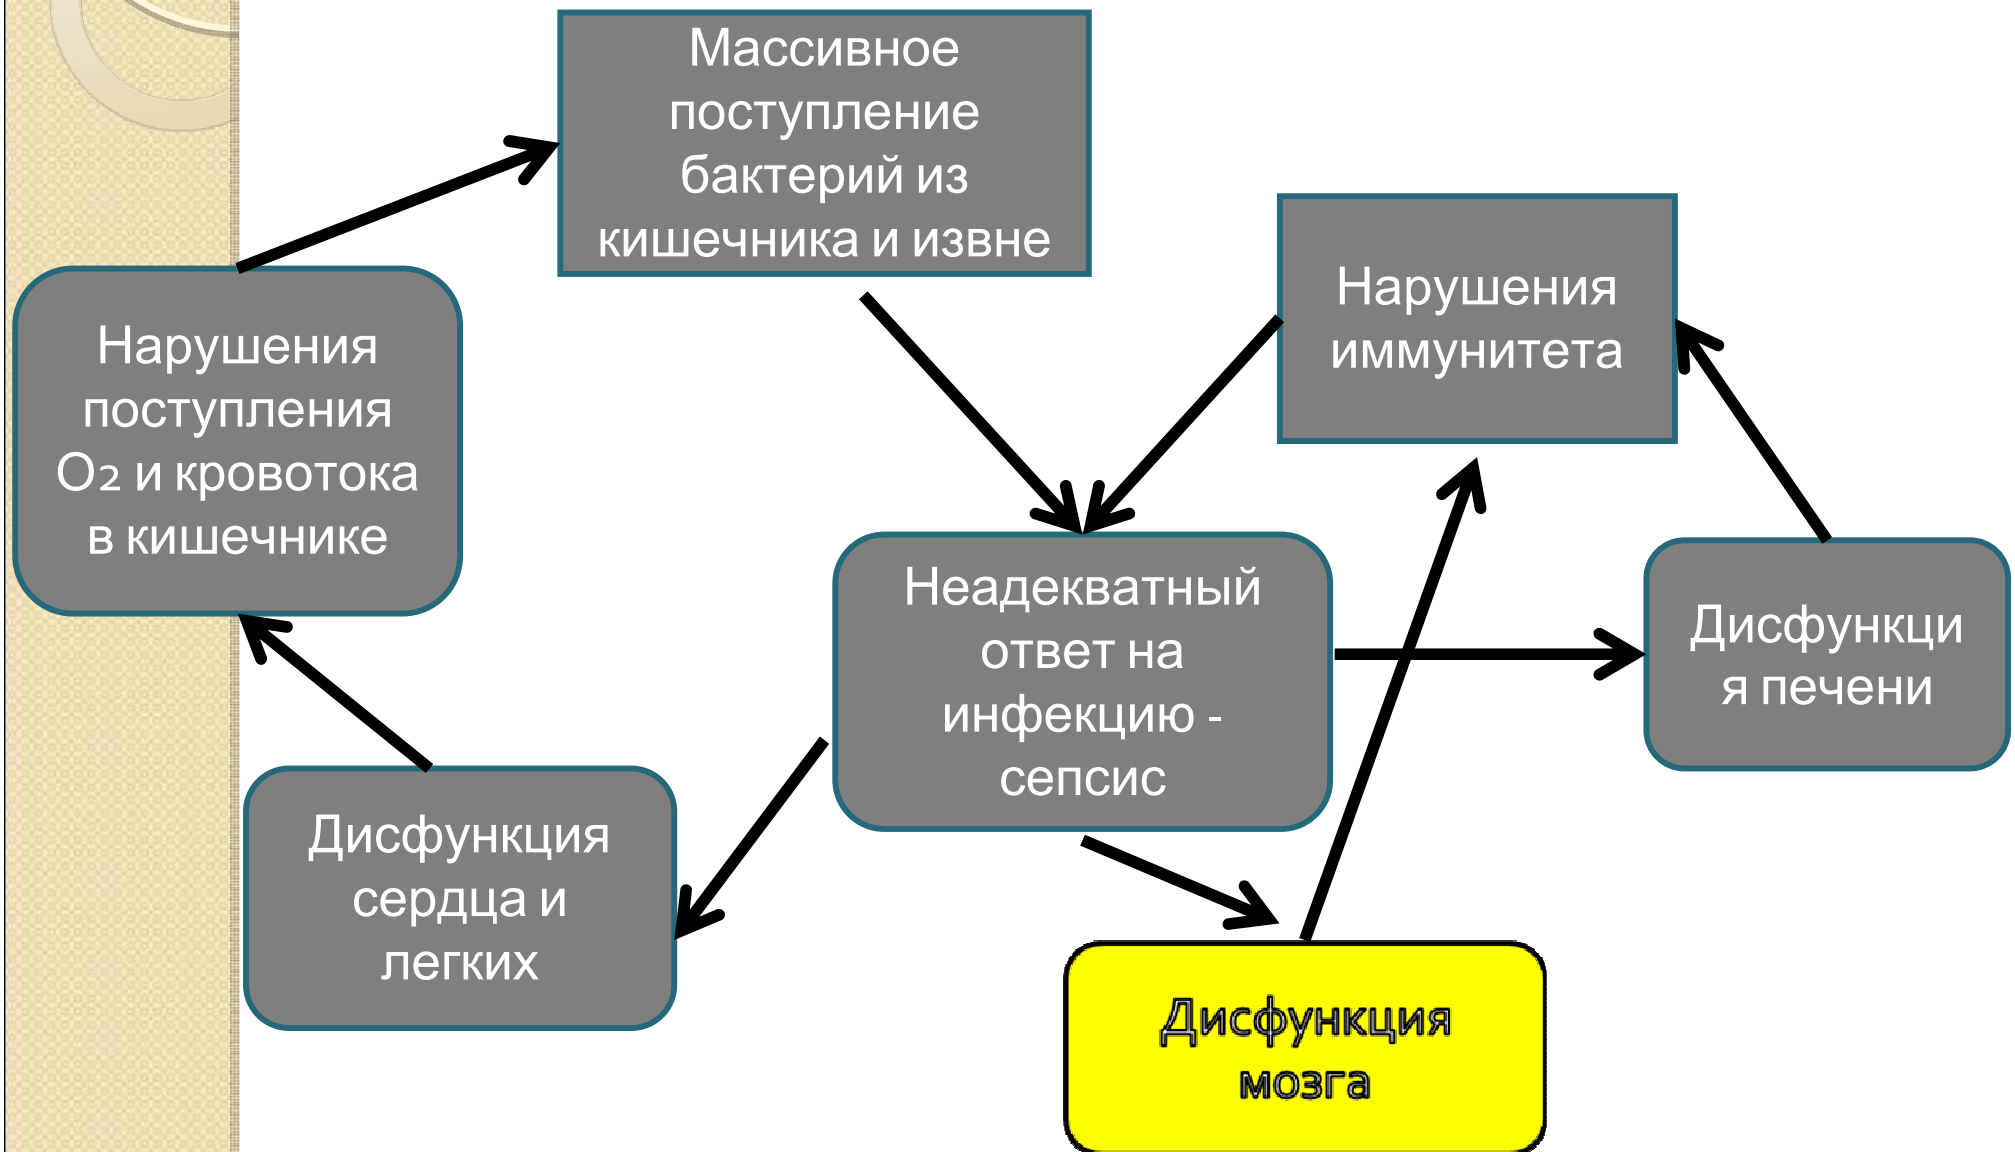 Массивное
поступление
бактерий из
кишечника и извне
Нарушения
иммунитета
Нарушения
поступления
О2 и кровотока
в кишечнике
Неадекватный
ответ на
инфекцию -
сепсис
Дисфункци
я печени
Дисфункция
сердца и
легких
Дисфункция
мозга